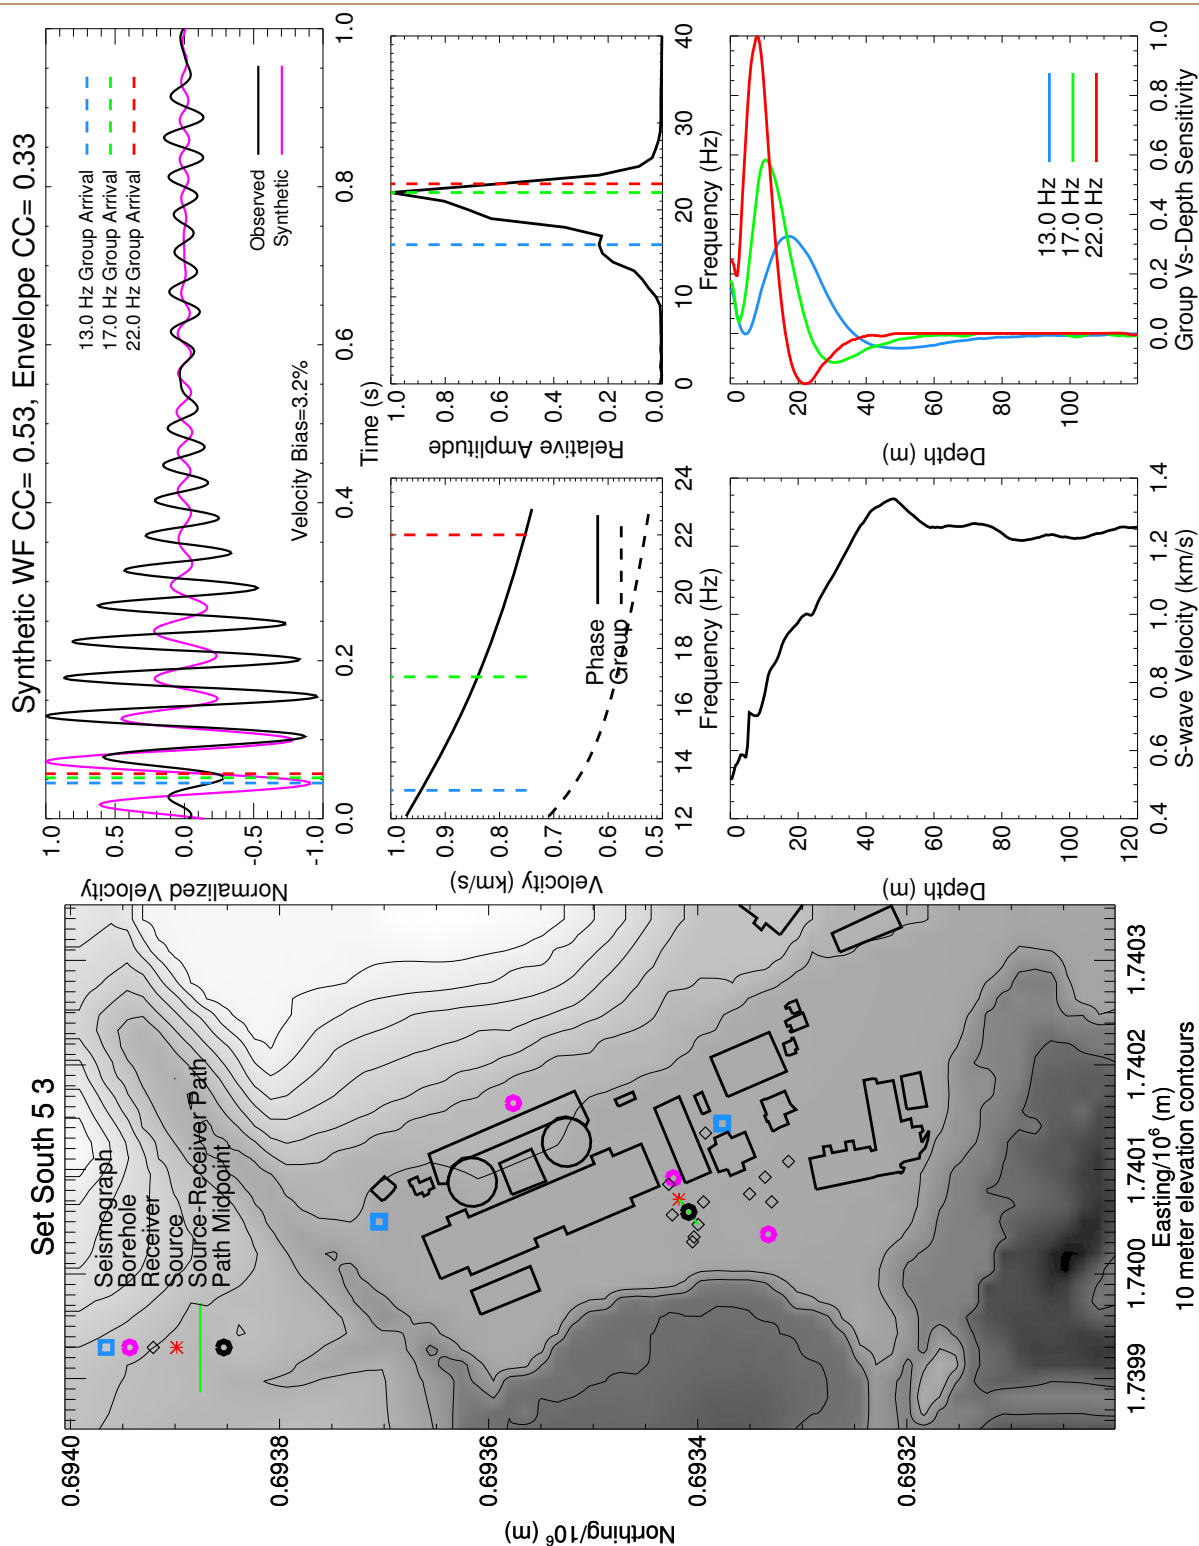 Set South 5 3
Seismograph
Borehole
Receiver
Source
Source-Receiver Path
Path Midpoint
0.6940
0.6938
0.6936
0.6934
0.6932
Northing/10⁶ (m)
1.7399
1.7400
1.7401
1.7402
1.7403
Easting/10⁶ (m)
10 meter elevation contours
Synthetic WF CC= 0.53, Envelope CC= 0.33
1.0
0.5
0.0
-0.5
-1.0
Normalized Velocity
13.0 Hz Group Arrival
17.0 Hz Group Arrival
22.0 Hz Group Arrival
Observed
Synthetic
Velocity Bias=3.2%
0.0
0.2
0.4
0.6
0.8
1.0
Time (s)
1.0
0.9
0.8
0.7
0.6
0.5
Velocity (km/s)
Phase
Group
12
14
16
18
20
22
24
Frequency (Hz)
1.0
0.8
0.6
0.4
0.2
0.0
Relative Amplitude
0
10
20
30
40
Frequency (Hz)
0
20
40
60
80
100
120
Depth (m)
0.4
0.6
0.8
1.0
1.2
1.4
S-wave Velocity (km/s)
0
20
40
60
80
100
Depth (m)
13.0 Hz
17.0 Hz
22.0 Hz
0.0
0.2
0.4
0.6
0.8
1.0
Group Vs-Depth Sensitivity